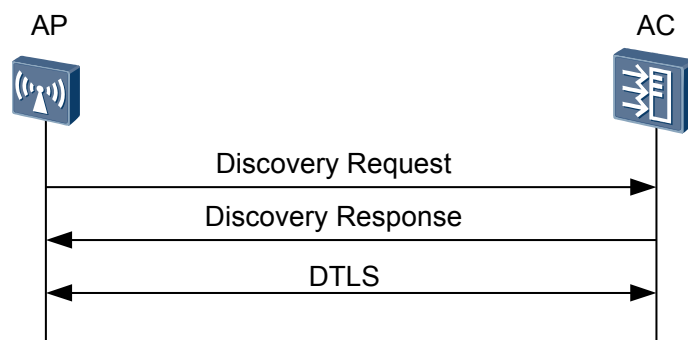 AP
AC
Discovery Request
Discovery Response
DTLS